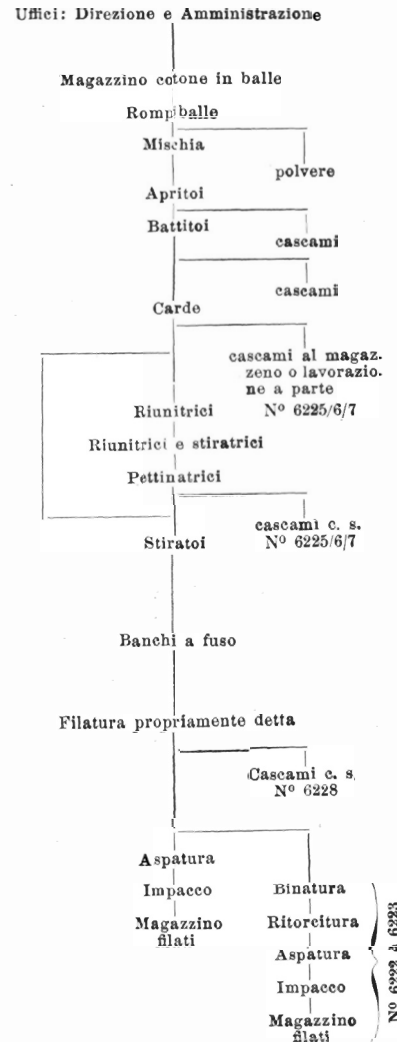 Uffici: Direzione e Amministrazione
Magazzino cotone in balle
Rompiballe
Mischia
polvere
Apritoi
Battitoi
cascami
cascami
Carde
cascami al magaz.
zeno o lavorazio.
ne a parte
Riunitrici Nº 6225/6/7
Riunitrici e stiratrici
Pettinatrici
cascami c. s.
Stiratoi Nº 6225/6/7
Banchi a fuso
Filatura propriamente detta
Cascami c. s.
Nº 6228
Aspatura
Impacco Binatura
Magazzino Ritorcitura
filati
Aspatura
Impacco
Magazzino
filati
Nº 6222 à 6223